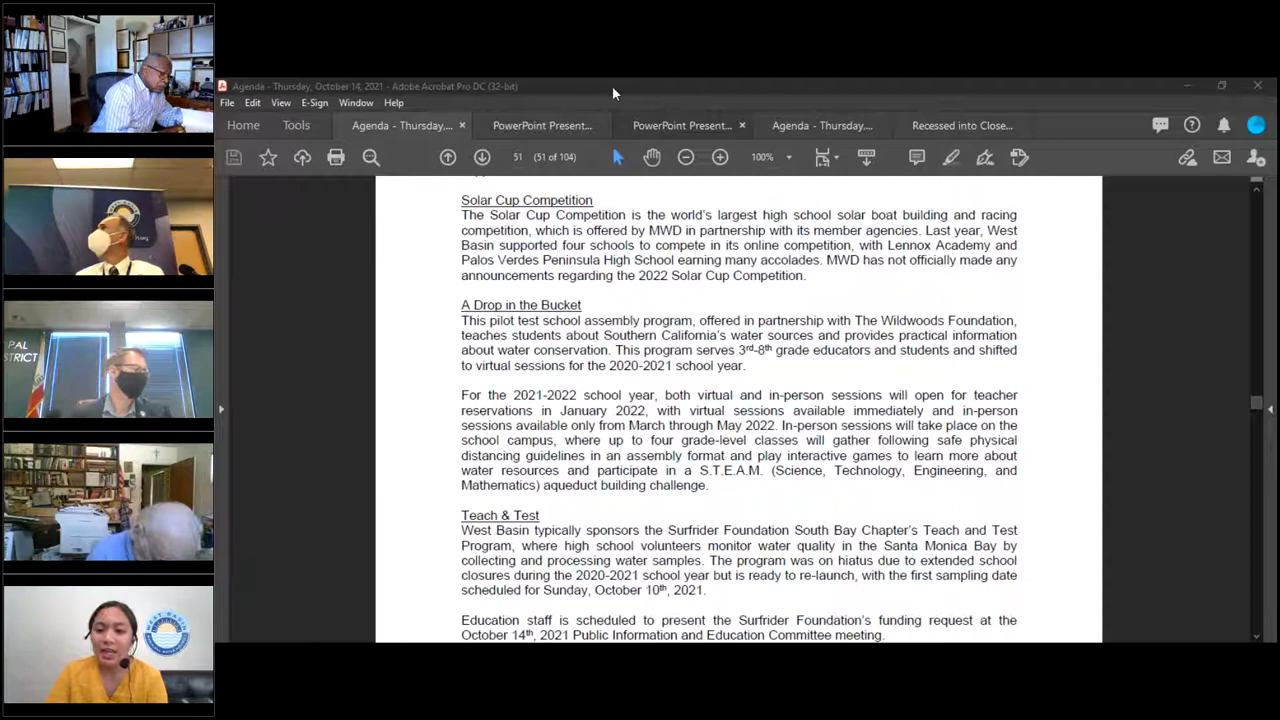 Agenda - Thursday, October 14, 2021 - Adobe Acrobat Pro DC (32-bit)
File Edit View E-Sign Window Help
Home Tools Agenda - Thursday,... PowerPoint Present... PowerPoint Present... Agenda - Thursday,... Recessed into Close...
51 (51 of 104) 100%
Solar Cup Competition
The Solar Cup Competition is the world's largest high school solar boat building and racing
competition, which is offered by MWD in partnership with its member agencies. Last year, West
Basin supported four schools to compete in its online competition, with Lennox Academy and
Palos Verdes Peninsula High School earning many accolades. MWD has not officially made any
announcements regarding the 2022 Solar Cup Competition.
A Drop in the Bucket
This pilot test school assembly program, offered in partnership with The Wildwoods Foundation,
teaches students about Southern California's water sources and provides practical information
about water conservation. This program serves 3rd-8th grade educators and students and shifted
to virtual sessions for the 2020-2021 school year.
For the 2021-2022 school year, both virtual and in-person sessions will open for teacher
reservations in January 2022, with virtual sessions available immediately and in-person
sessions available only from March through May 2022. In-person sessions will take place on the
school campus, where up to four grade-level classes will gather following safe physical
distancing guidelines in an assembly format and play interactive games to learn more about
water resources and participate in a S.T.E.A.M. (Science, Technology, Engineering, and
Mathematics) aqueduct building challenge.
Teach & Test
West Basin typically sponsors the Surfrider Foundation South Bay Chapter's Teach and Test
Program, where high school volunteers monitor water quality in the Santa Monica Bay by
collecting and processing water samples. The program was on hiatus due to extended school
closures during the 2020-2021 school year but is ready to re-launch, with the first sampling date
scheduled for Sunday, October 10th, 2021.
Education staff is scheduled to present the Surfrider Foundation's funding request at the
October 14th, 2021 Public Information and Education Committee meeting.
PAL
STRICT
WEST BASIN